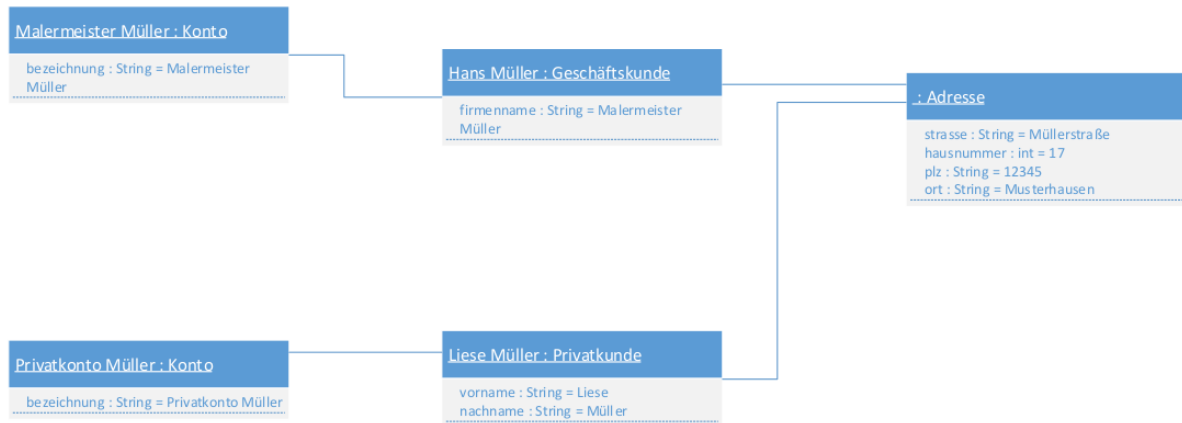 Malermeister Müller : Konto
bezeichnung : String = Malermeister
Müller
Hans Müller : Geschäftskunde
firmenname : String = Malermeister
Müller
: Adresse
strasse : String = Müllerstraße
hausnummer : int = 17
plz : String = 12345
ort : String = Musterhausen
Privatkonto Müller : Konto
bezeichnung : String = Privatkonto Müller
Liese Müller : Privatkunde
vorname : String = Liese
nachname : String = Müller